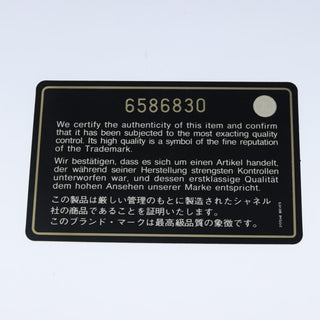 6586830
We certify the authenticity of this item and confirm
that it has been subjected to the most exacting quality
control. Its high quality is a symbol of the fine reputation
of the Trademark.
Wir bestätigen, dass es sich um einen Artikel handelt,
der während seiner Herstellung strengsten Kontrollen
unterworfen war, und dessen erstklassige Qualität
dem hohen Ansehen unserer Marke entspricht.
この製品は厳しい管理のもとに製造されたシャネル
社の商品であることを証明いたします。
このブランド・マークは最高級品質の象徴です。